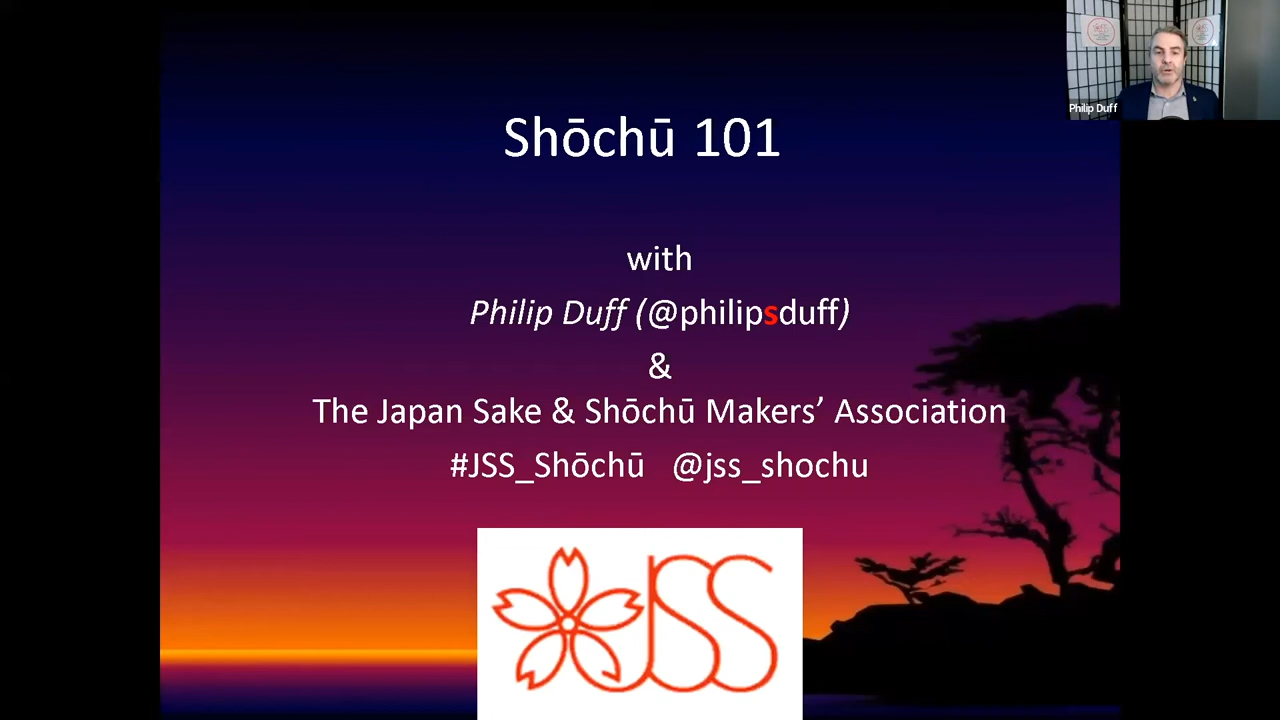 Shōchū 101
with
Philip Duff (@philipsduff)
&
The Japan Sake & Shōchū Makers’ Association
#JSS_Shōchū @jss_shochu
JSS
Philip Duff